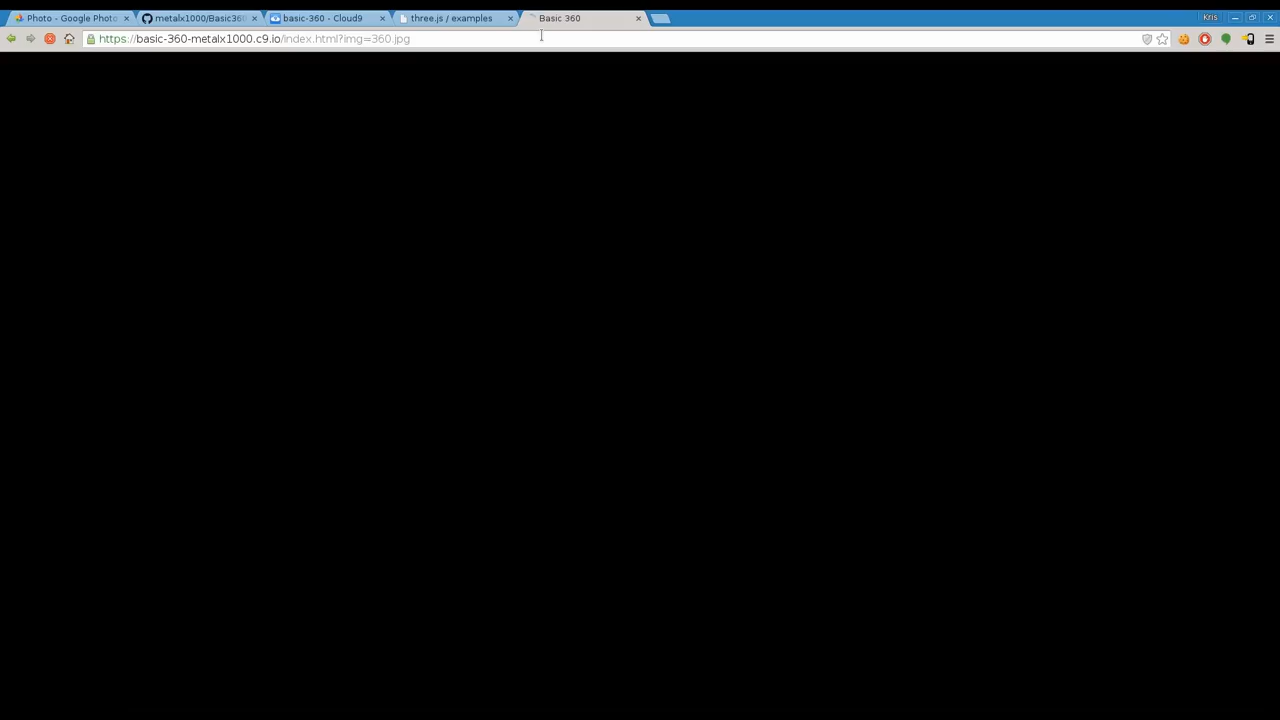 Photo - Google Photo metalx1000/Basic360 basic-360 - Cloud9 three.js / examples Basic 360 Kris
https://basic-360-metalx1000.c9.io/index.html?img=360.jpg